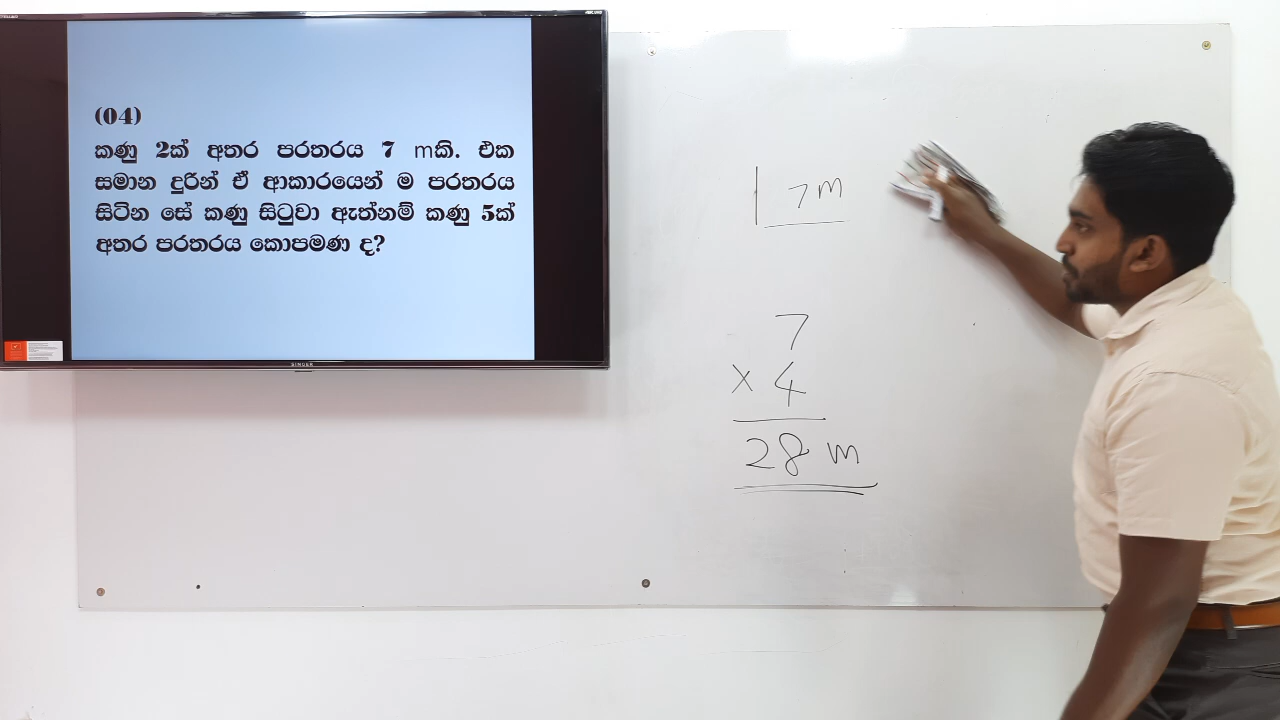 (04)
කණු 2ක් අතර පරතරය 7 mකි. එක
සමාන දුරින් ඒ ආකාරයෙන් ම පරතරය
සිටින සේ කණු සිටුවා ඇත්නම් කණු 5ක්
අතර පරතරය කොපමණ ද?
SINGER
7m
7
× 4
28 m